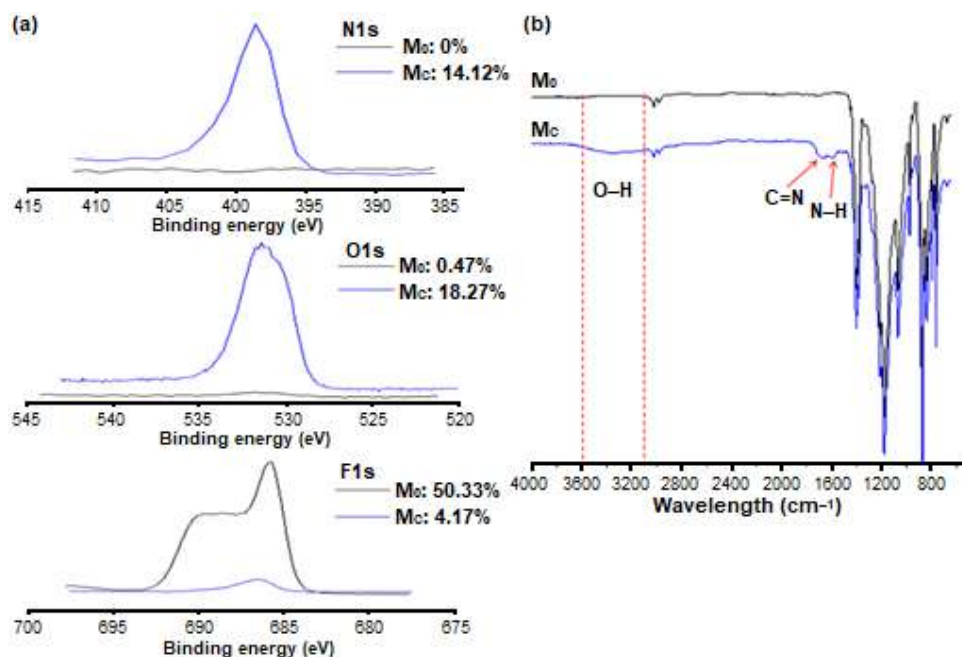 (a)
N1s
M₀: 0%
Mc: 14.12%
415 410 405 400 395 390 385
Binding energy (eV)
O1s
M₀: 0.47%
Mc: 18.27%
545 540 535 530 525 520
Binding energy (eV)
F1s
M₀: 50.33%
Mc: 4.17%
700 695 690 685 680 675
Binding energy (eV)
(b)
M₀
Mc
O–H
C=N
N–H
4000 3600 3200 2800 2400 2000 1600 1200 800
Wavelength (cm⁻¹)